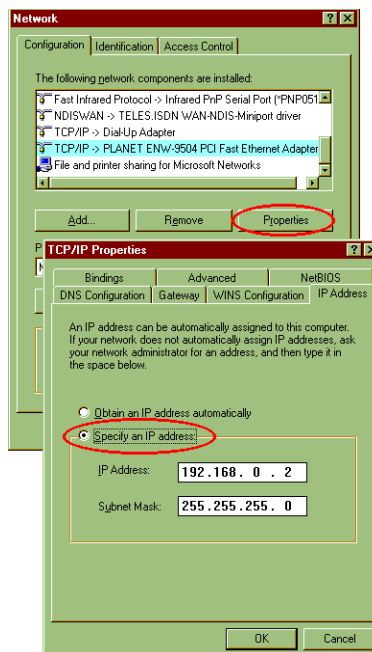 Network
Configuration Identification Access Control
The following network components are installed:
Fast Infrared Protocol -> Infrared PnP Serial Port (*PNP051
NDISWAN -> TELES.ISDN WAN-NDIS-Miniport driver
TCP/IP -> Dial-Up Adapter
TCP/IP -> PLANET ENW-9504 PCI Fast Ethernet Adapter
File and printer sharing for Microsoft Networks
Add... Remove Properties
TCP/IP Properties
Bindings Advanced NetBIOS
DNS Configuration Gateway WINS Configuration IP Address
An IP address can be automatically assigned to this computer.
If your network does not automatically assign IP addresses, ask
your network administrator for an address, and then type it in
the space below.
Obtain an IP address automatically
Specify an IP address:
IP Address: 192.168. 0 . 2
Subnet Mask: 255.255.255. 0
OK Cancel